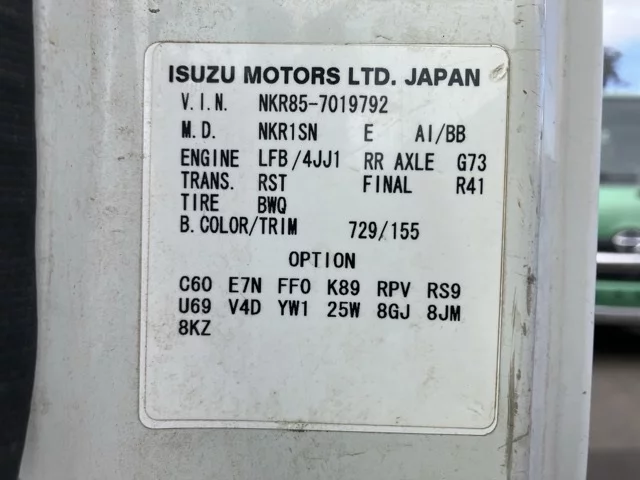 ISUZU MOTORS LTD. JAPAN
V.I.N. NKR85-7019792
M.D. NKR1SN E AI/BB
ENGINE LFB/4JJ1 RR AXLE G73
TRANS. RST FINAL R41
TIRE BWQ
B.COLOR/TRIM 729/155
OPTION
C60 E7N FF0 K89 RPV RS9
U69 V4D YW1 25W 8GJ 8JM
8KZ